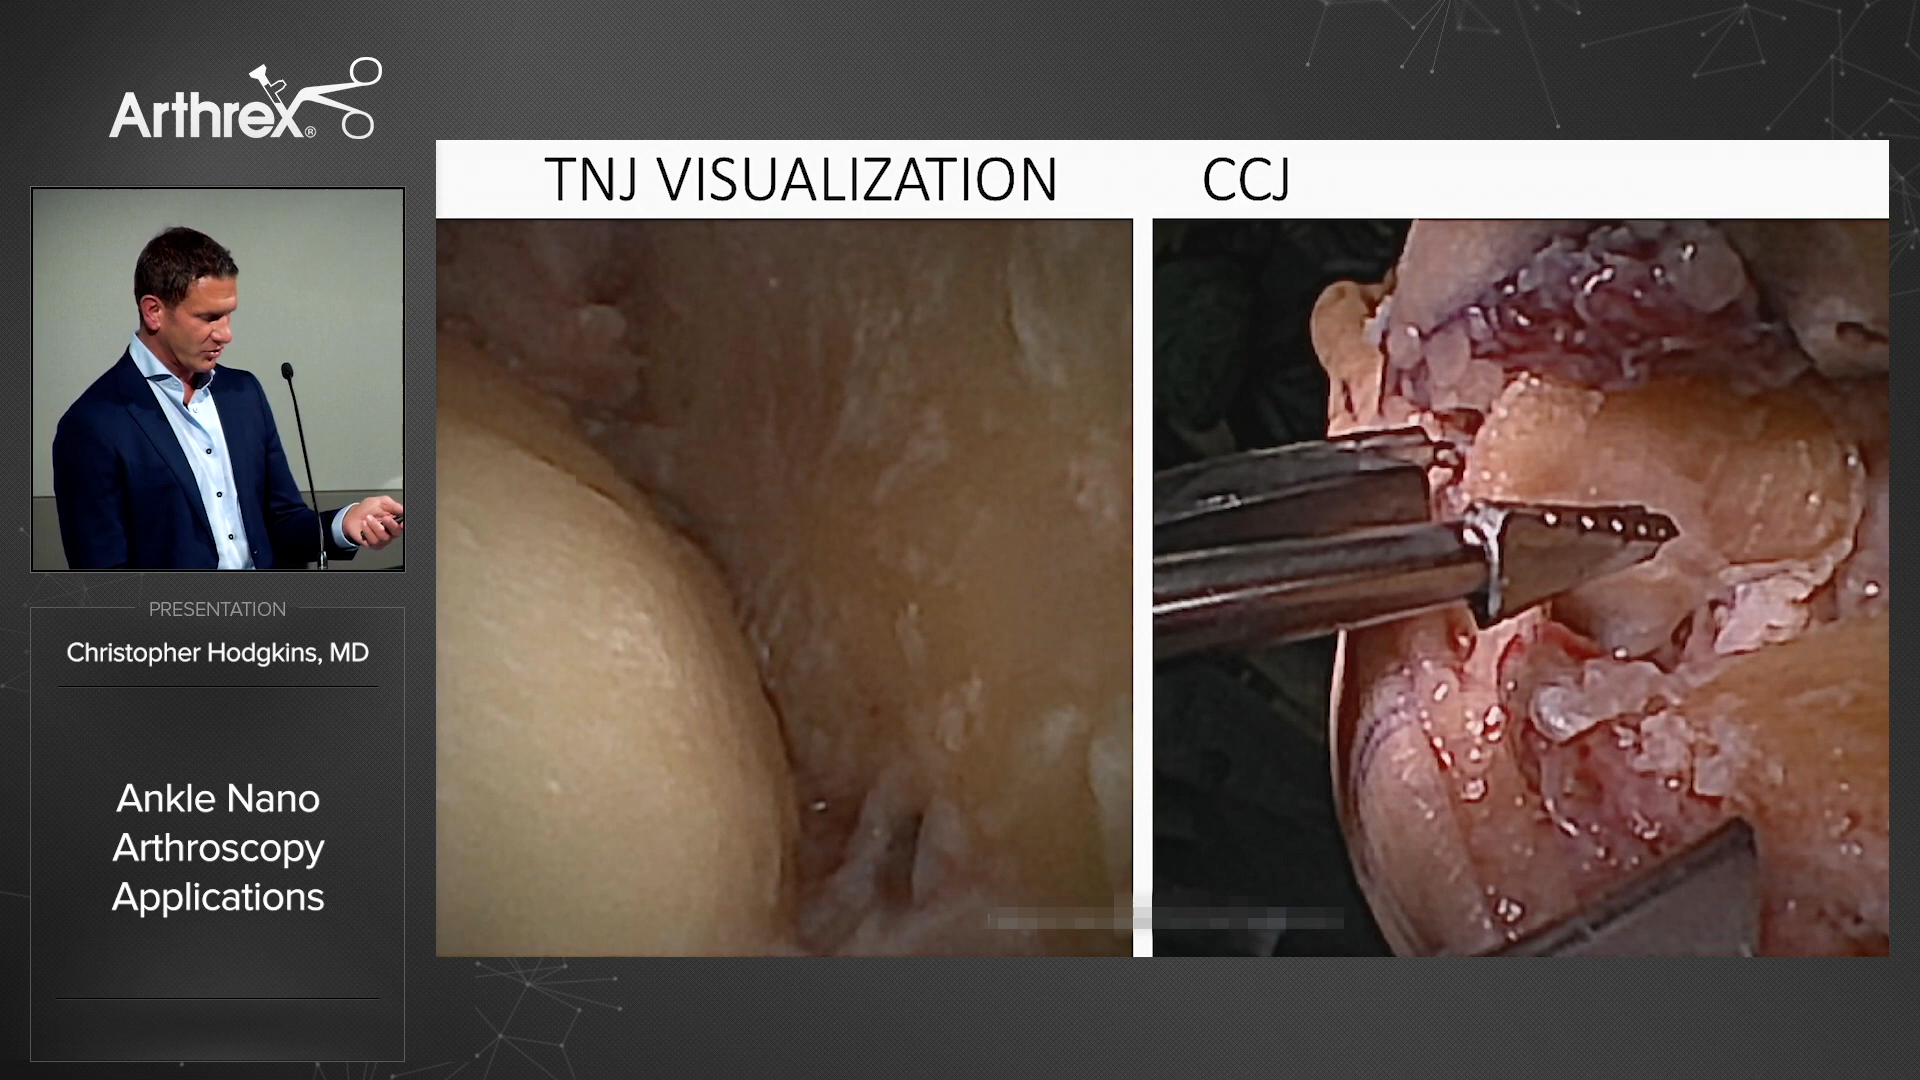 Arthrex®
TNJ VISUALIZATION CCJ
PRESENTATION
Christopher Hodgkins, MD
Ankle Nano
Arthroscopy
Applications